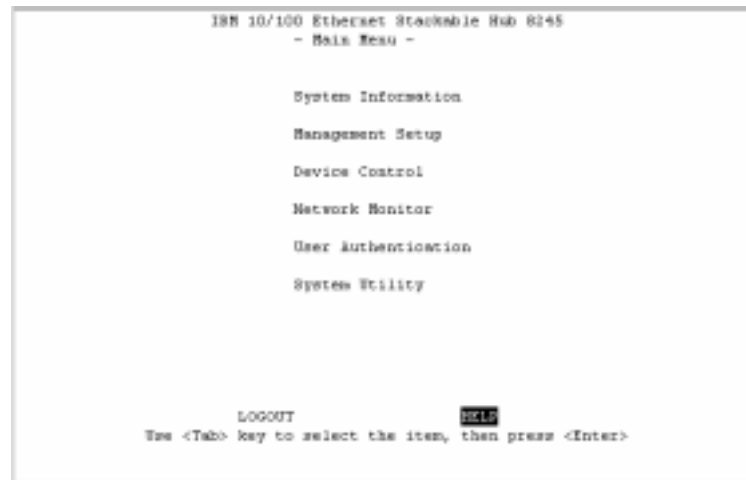 IBM 10/100 Ethernet Stackable Hub 8245
- Main Menu -
System Information
Management Setup
Device Control
Network Monitor
User Authentication
System Utility
LOGOUT HELP
Use <Tab> key to select the item, then press <Enter>